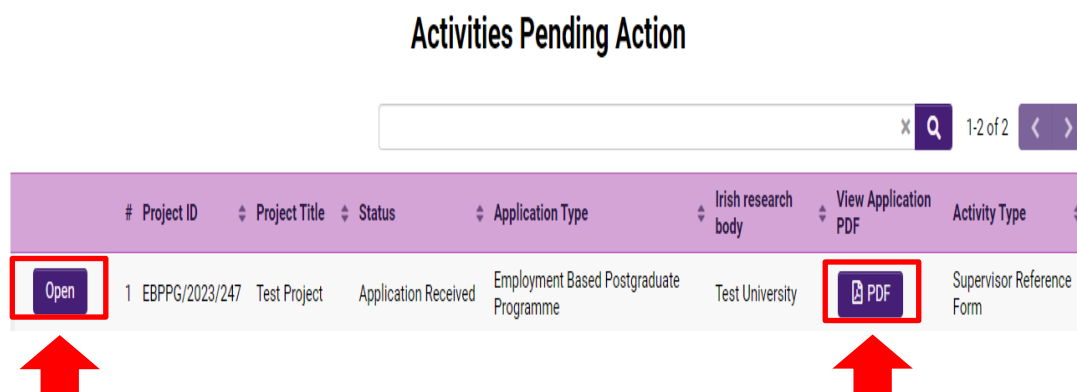 Activities Pending Action
x 1-2 of 2 < >
# Project ID Project Title Status Application Type Irish research body View Application PDF Activity Type
Open 1 EBPPG/2023/247 Test Project Application Received Employment Based Postgraduate Programme Test University PDF Supervisor Reference Form